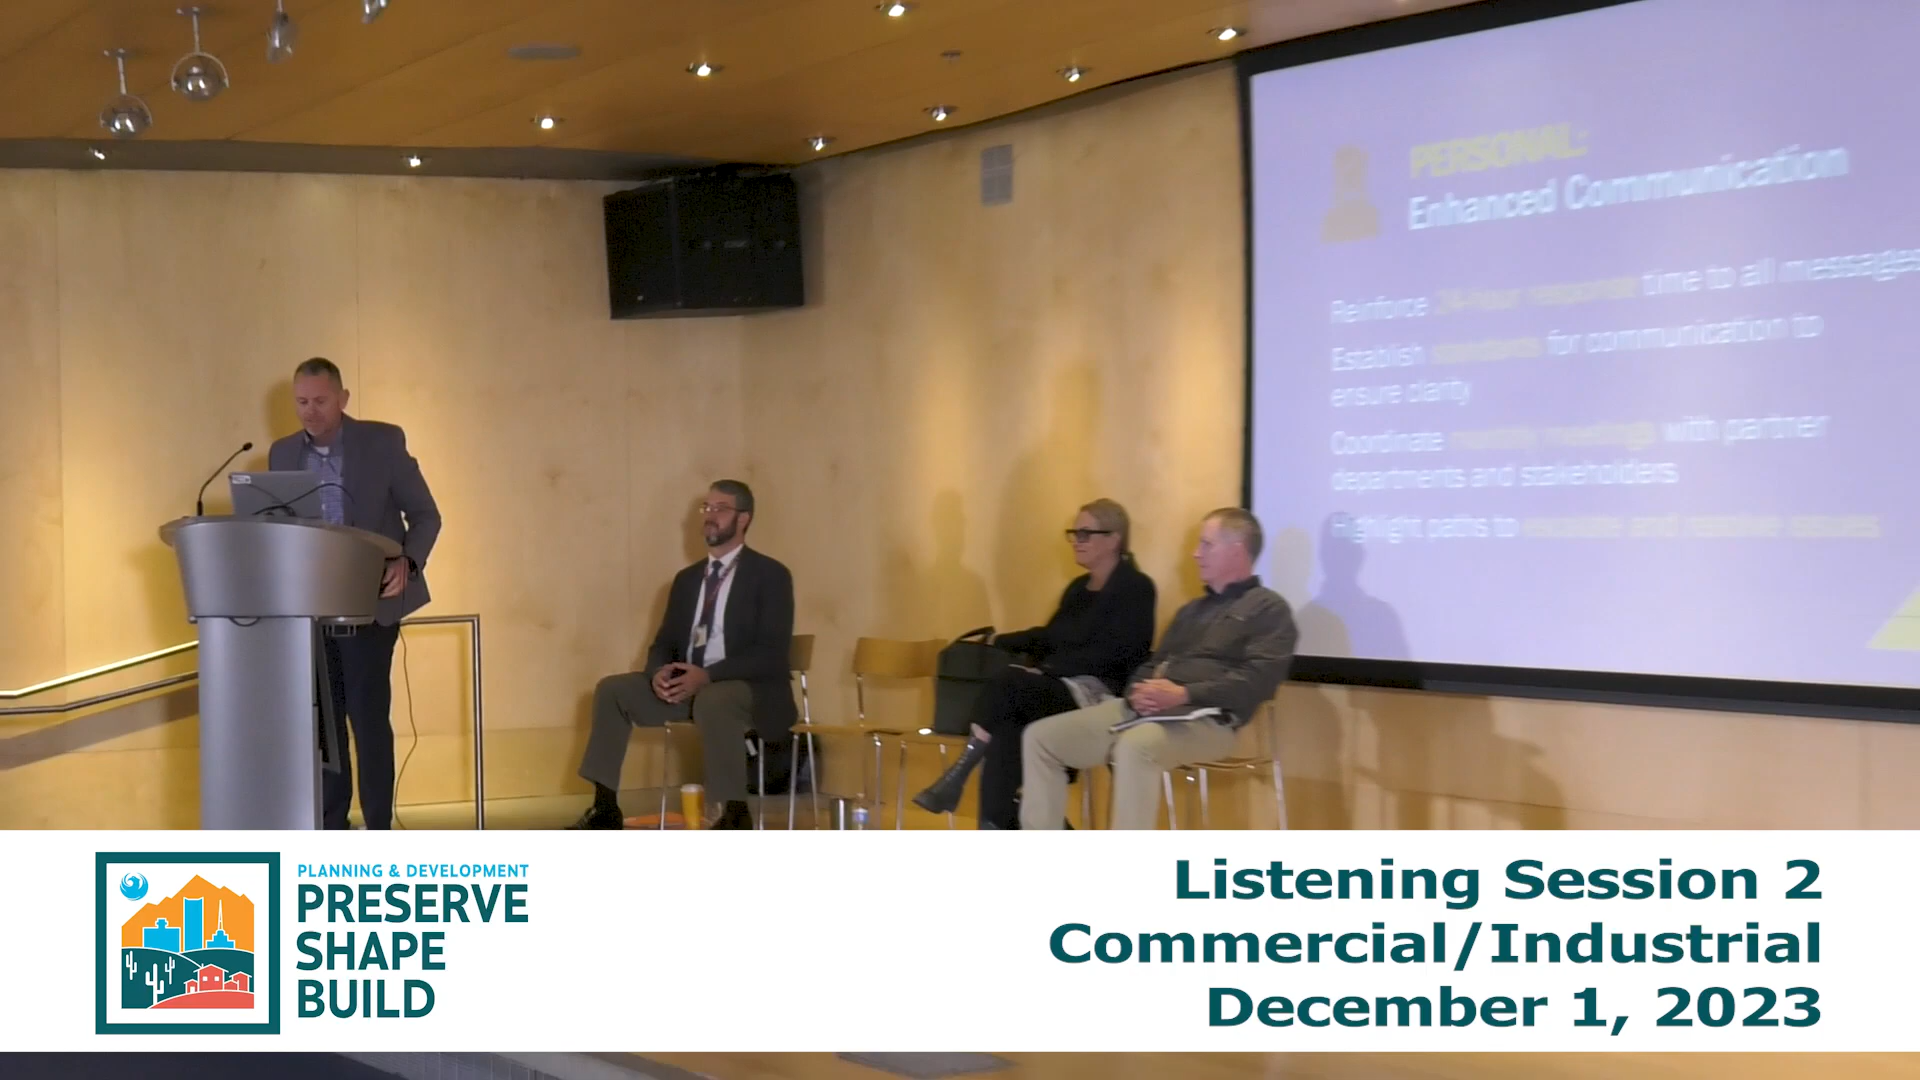 PERSONAL:
Enhanced Communication
Reinforce 24-hour response time to all messages
Establish standards for communication to
ensure clarity
Coordinate monthly meetings with partner
departments and stakeholders
Highlight paths to and resolve issues
PLANNING & DEVELOPMENT
PRESERVE
SHAPE
BUILD
Listening Session 2
Commercial/Industrial
December 1, 2023